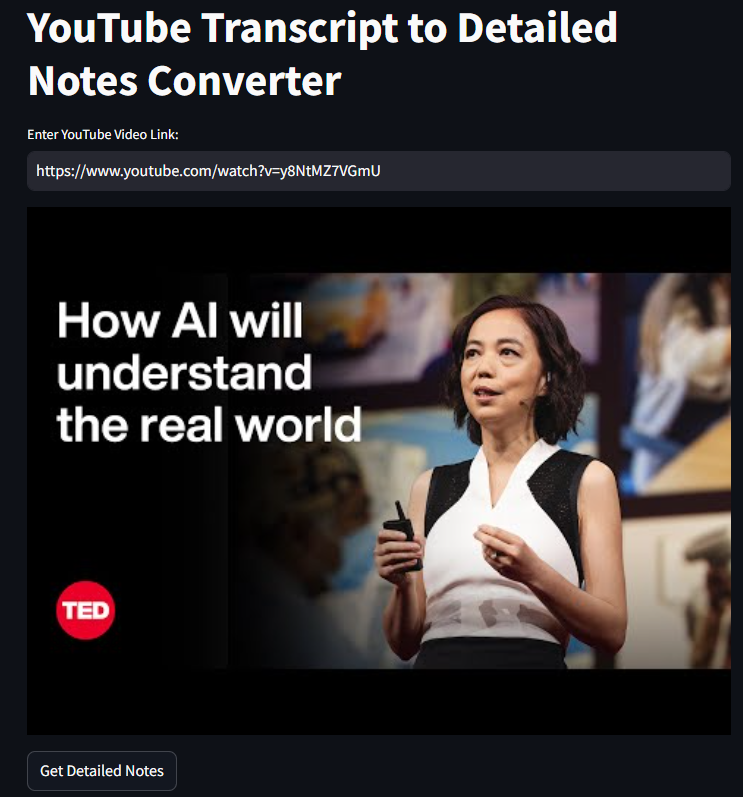 YouTube Transcript to Detailed
Notes Converter
Enter YouTube Video Link:
https://www.youtube.com/watch?v=y8NtMZ7VGmU
How AI will
understand
the real world
TED
Get Detailed Notes